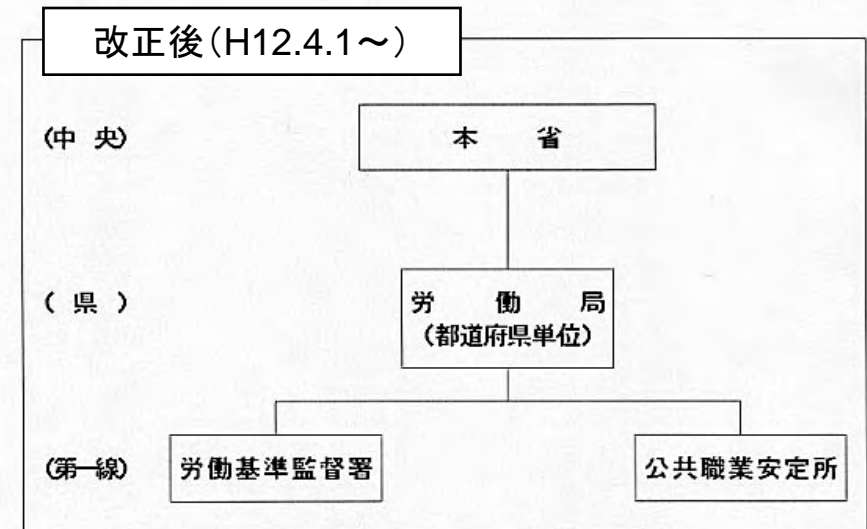 改正後(H12.4.1～)
(中 央)
本 省
( 県 )
労 働 局
(都道府県単位)
(第一線)
労働基準監督署
公共職業安定所